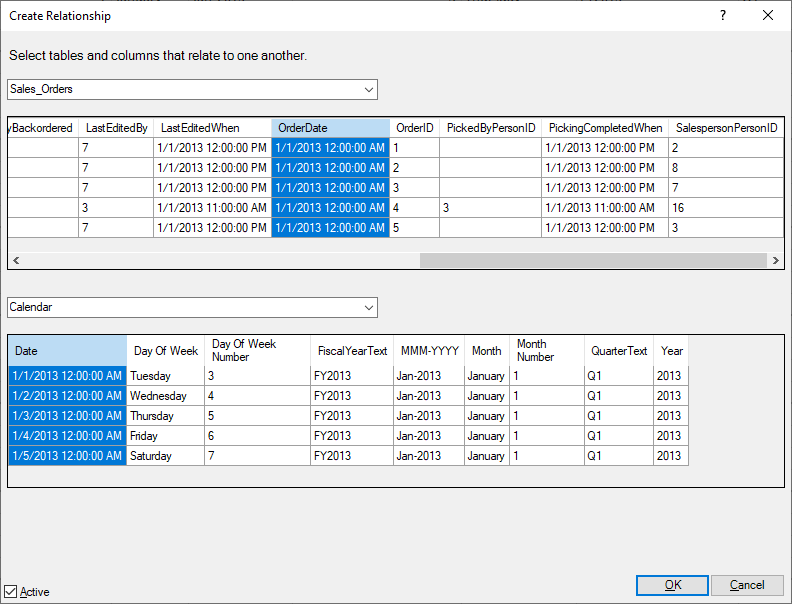 Create Relationship
?
Select tables and columns that relate to one another.
Sales_Orders
yBackordered LastEditedBy LastEditedWhen OrderDate OrderID PickedByPersonID PickingCompletedWhen SalespersonPersonID
7 1/1/2013 12:00:00 PM 1/1/2013 12:00:00 AM 1 1/1/2013 12:00:00 PM 2
7 1/1/2013 12:00:00 PM 1/1/2013 12:00:00 AM 2 1/1/2013 12:00:00 PM 8
7 1/1/2013 12:00:00 PM 1/1/2013 12:00:00 AM 3 1/1/2013 12:00:00 PM 7
3 1/1/2013 11:00:00 AM 1/1/2013 12:00:00 AM 4 3 1/1/2013 11:00:00 AM 16
7 1/1/2013 12:00:00 PM 1/1/2013 12:00:00 AM 5 1/1/2013 12:00:00 PM 3
Calendar
Date Day Of Week Day Of Week Number FiscalYearText MMM-YYYY Month Month Number QuarterText Year
1/1/2013 12:00:00 AM Tuesday 3 FY2013 Jan-2013 January 1 Q1 2013
1/2/2013 12:00:00 AM Wednesday 4 FY2013 Jan-2013 January 1 Q1 2013
1/3/2013 12:00:00 AM Thursday 5 FY2013 Jan-2013 January 1 Q1 2013
1/4/2013 12:00:00 AM Friday 6 FY2013 Jan-2013 January 1 Q1 2013
1/5/2013 12:00:00 AM Saturday 7 FY2013 Jan-2013 January 1 Q1 2013
OK Cancel
Active